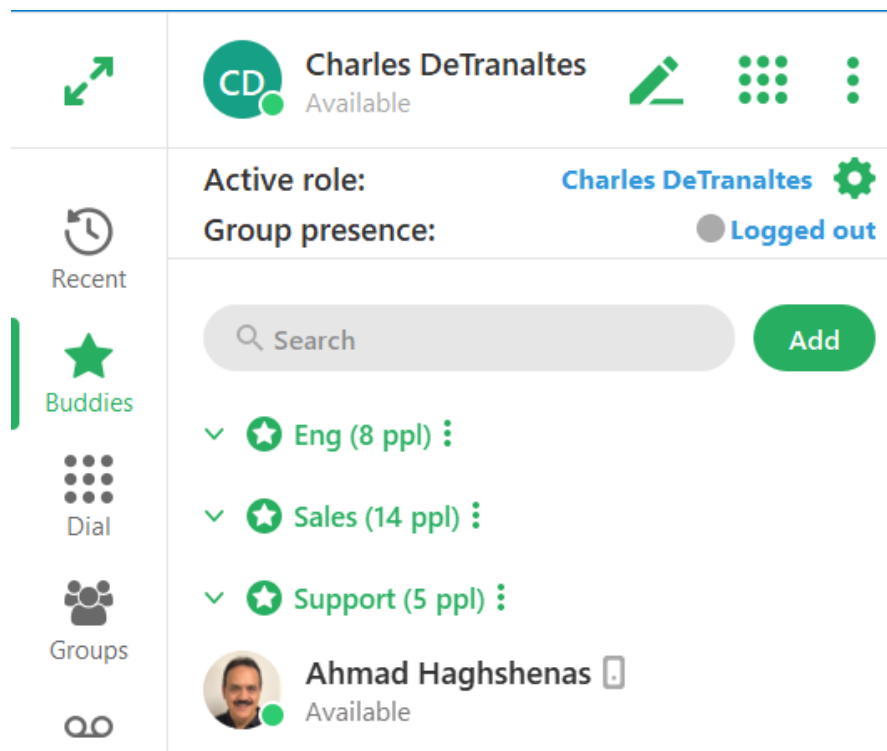 CD
Charles DeTranaltes
Available
Active role: Charles DeTranaltes
Group presence: Logged out
Recent
Search Add
Buddies
Eng (8 ppl)
Dial
Sales (14 ppl)
Support (5 ppl)
Groups
Ahmad Haghshenas
Available